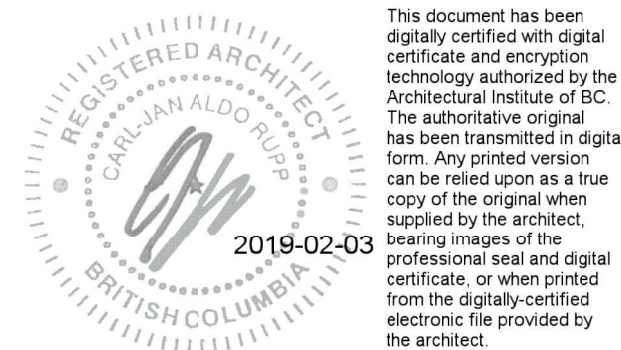 REGISTERED ARCHITECT
CARL-JAN ALDO RUPP
2019-02-03
BRITISH COLUMBIA
This document has been
digitally certified with digital
certificate and encryption
technology authorized by the
Architectural Institute of BC.
The authoritative original
has been transmitted in digita
form. Any printed version
can be relied upon as a true
copy of the original when
supplied by the architect,
bearing images of the
professional seal and digital
certificate, or when printed
from the digitally-certified
electronic file provided by
the architect.